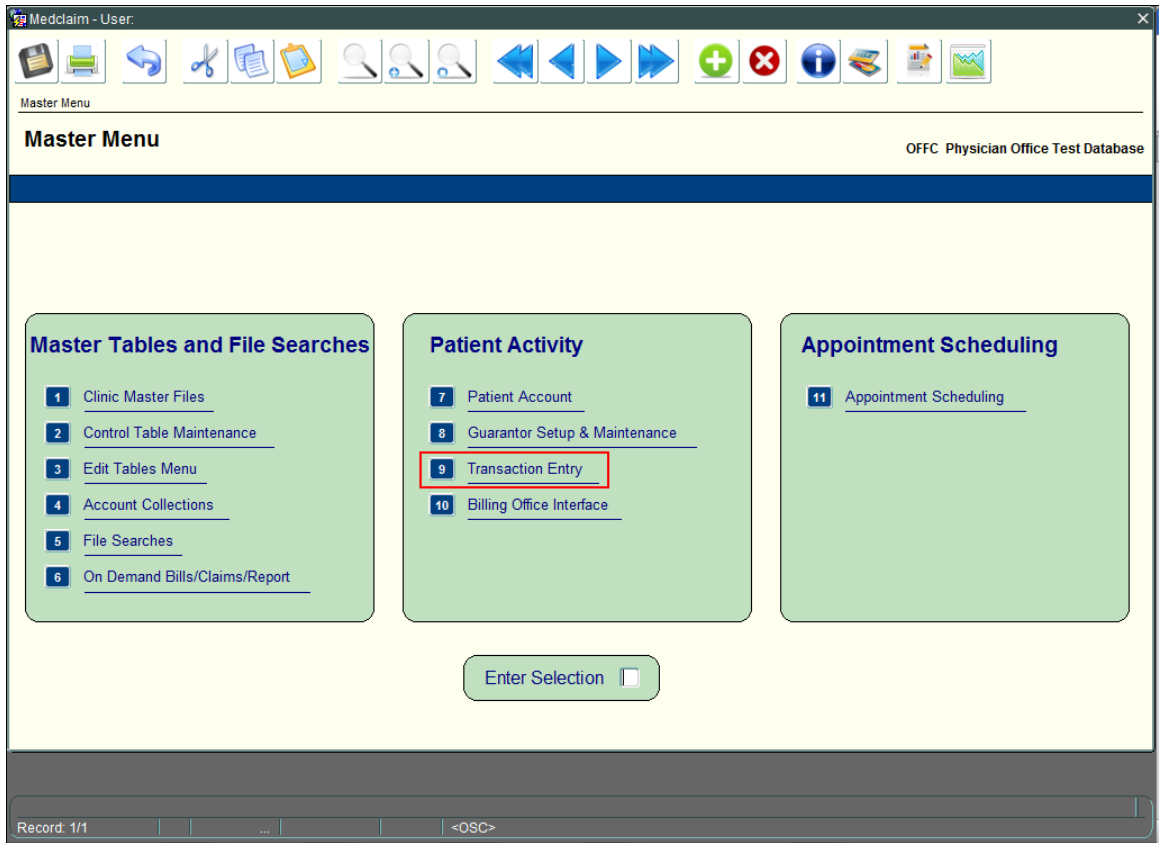 Medclaim - User:
Master Menu
Master Menu
OFFC Physician Office Test Database
Master Tables and File Searches
1 Clinic Master Files
2 Control Table Maintenance
3 Edit Tables Menu
4 Account Collections
5 File Searches
6 On Demand Bills/Claims/Report
Patient Activity
7 Patient Account
8 Guarantor Setup & Maintenance
9 Transaction Entry
10 Billing Office Interface
Appointment Scheduling
11 Appointment Scheduling
Enter Selection
Record: 1/1 ... <OSC>